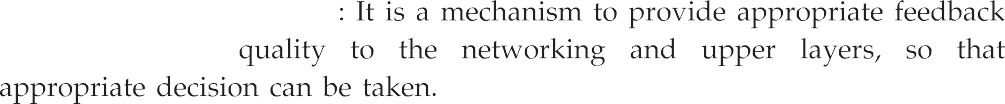 : It is a mechanism to provide appropriate feedback
quality to the networking and upper layers, so that
appropriate decision can be taken.